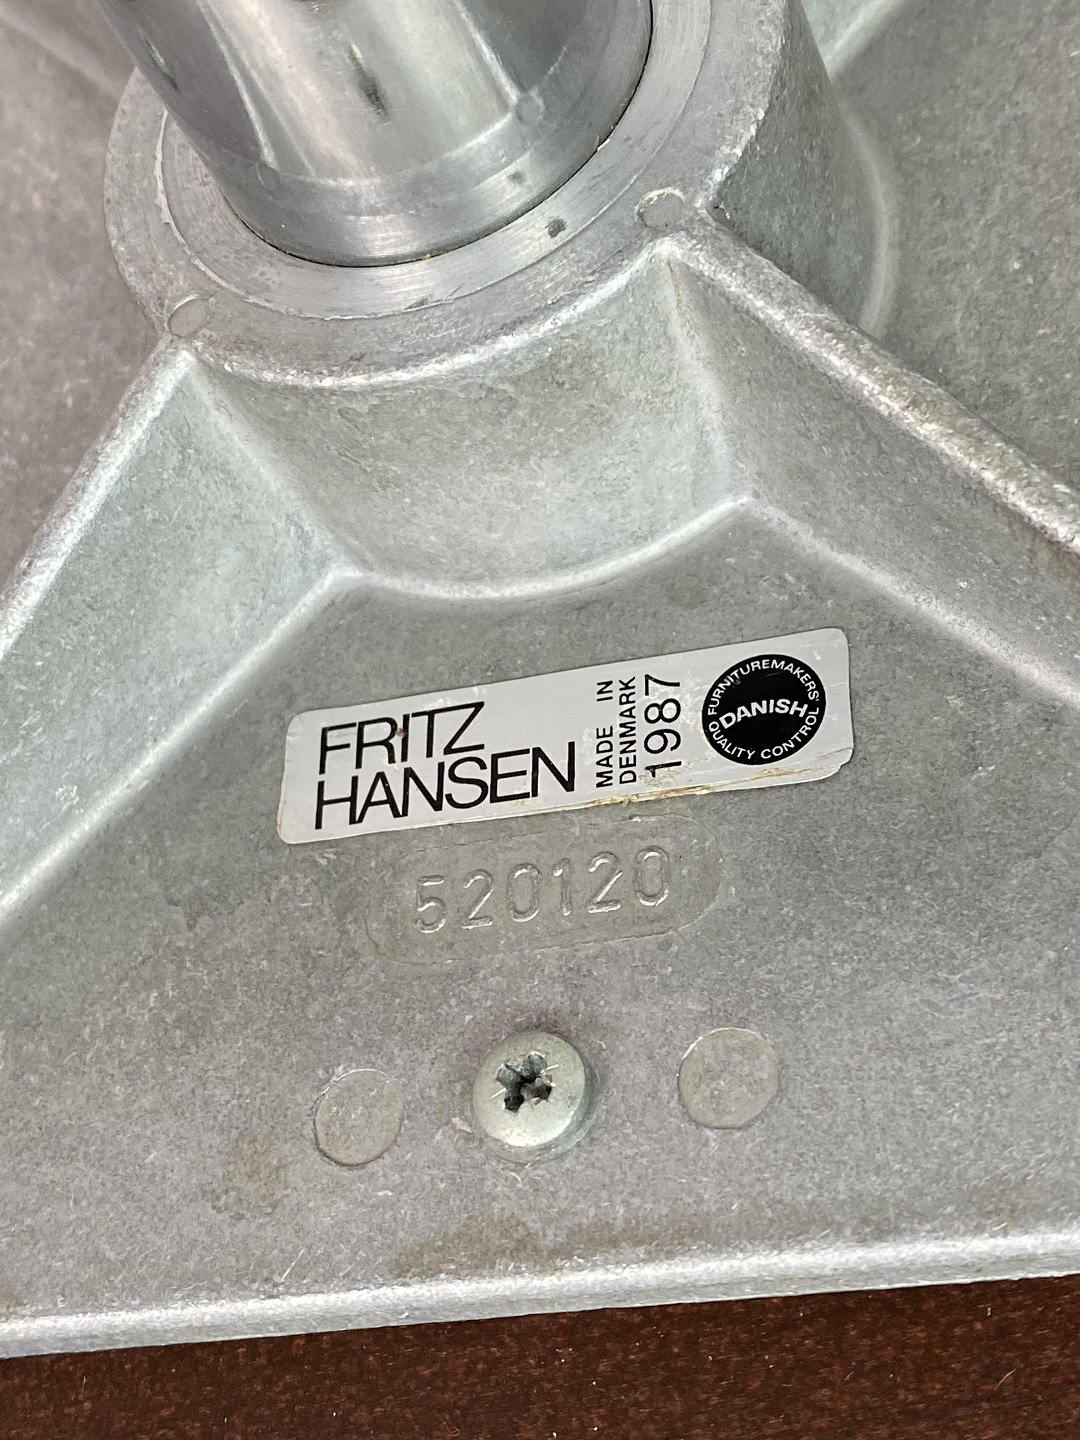 FRITZ
HANSEN
MADE IN
DENMARK
1987
FURNITUREMAKERS'
DANISH
QUALITY CONTROL
520120